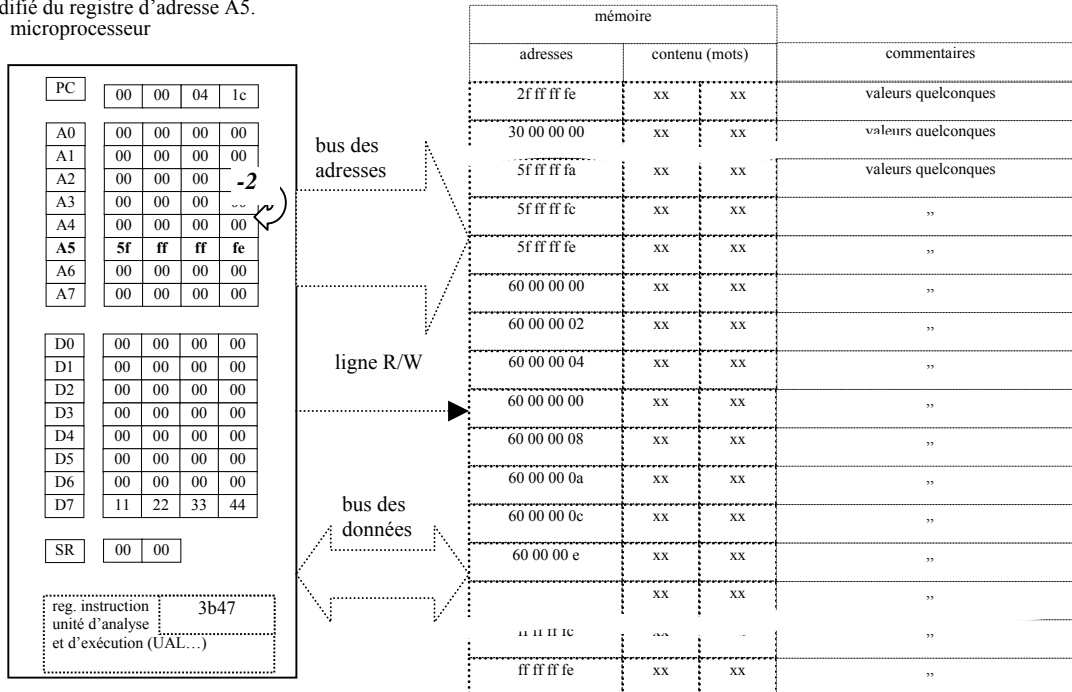 difié du registre d’adresse A5.
microprocesseur
PC 00 00 04 1c
A0 00 00 00 00
A1 00 00 00 00
A2 00 00 00 -2
A3 00 00 00
A4 00 00 00 00
A5 5f ff ff fe
A6 00 00 00 00
A7 00 00 00 00
D0 00 00 00 00
D1 00 00 00 00
D2 00 00 00 00
D3 00 00 00 00
D4 00 00 00 00
D5 00 00 00 00
D6 00 00 00 00
D7 11 22 33 44
SR 00 00
reg. instruction 3b47
unité d’analyse
et d’exécution (UAL…)
bus des
adresses
ligne R/W
bus des
données
mémoire
adresses contenu (mots) commentaires
2f ff ff fe xx xx valeurs quelconques
30 00 00 00 xx xx valeurs quelconques
5f ff ff fa xx xx valeurs quelconques
5f ff ff fc xx xx ,,
5f ff ff fe xx xx ,,
60 00 00 00 xx xx ,,
60 00 00 02 xx xx ,,
60 00 00 04 xx xx ,,
60 00 00 00 xx xx ,,
60 00 00 08 xx xx ,,
60 00 00 0a xx xx ,,
60 00 00 0c xx xx ,,
60 00 00 e xx xx ,,
xx xx ,,
,,
ff ff ff fe xx xx ,,